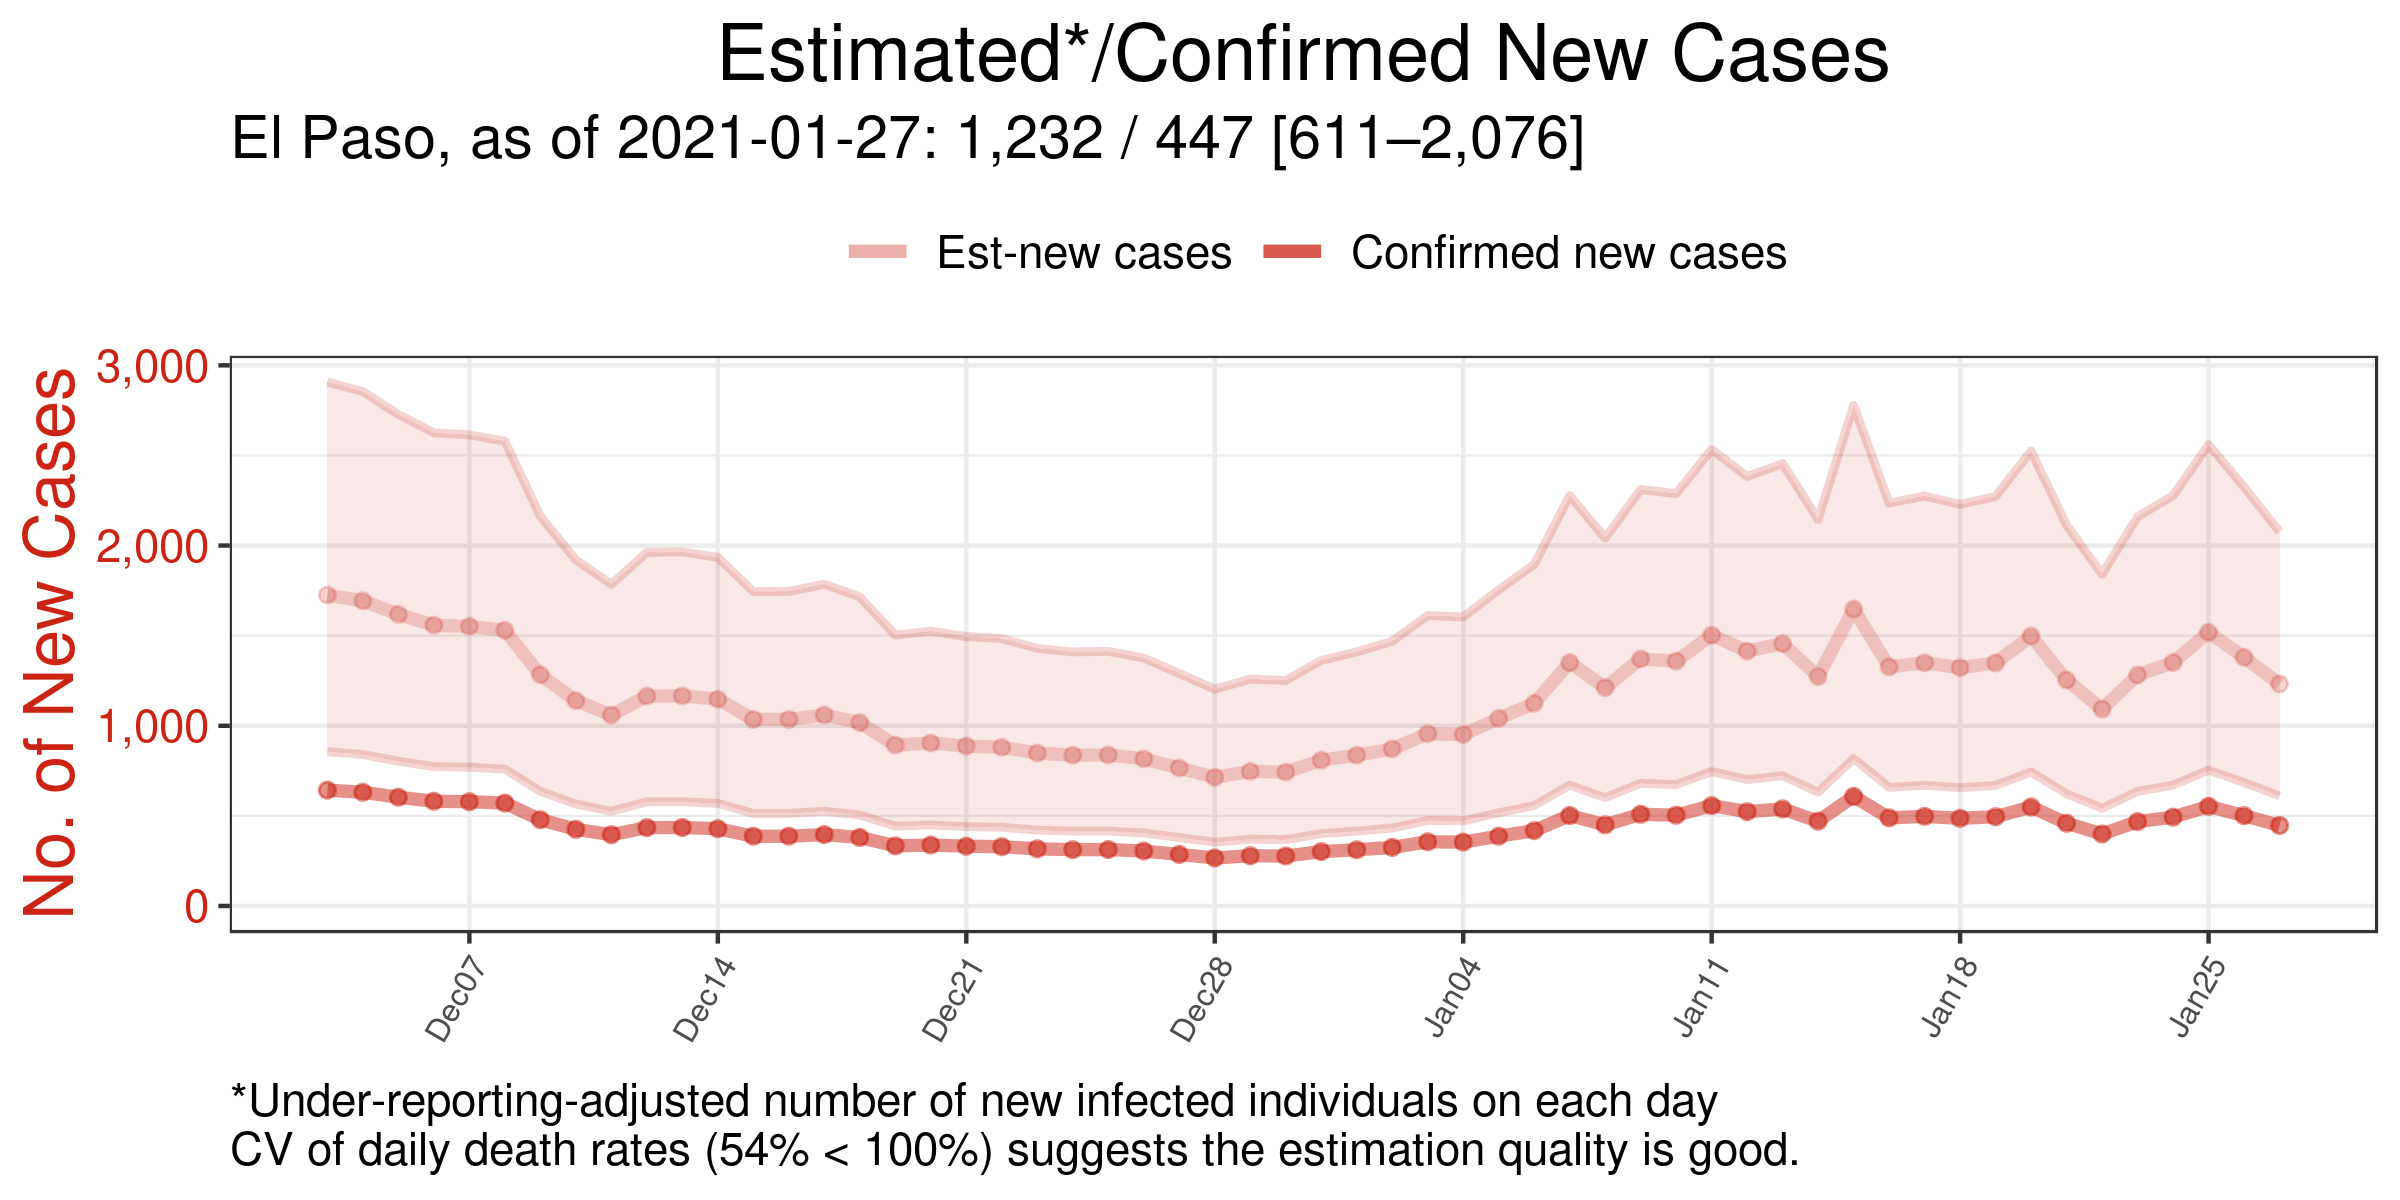 Estimated*/Confirmed New Cases
El Paso, as of 2021-01-27: 1,232 / 447 [611–2,076]
Est-new cases
Confirmed new cases
No. of New Cases
3,000
2,000
1,000
0
Dec07
Dec14
Dec21
Dec28
Jan04
Jan11
Jan18
Jan25
*Under-reporting-adjusted number of new infected individuals on each day
CV of daily death rates (54% < 100%) suggests the estimation quality is good.